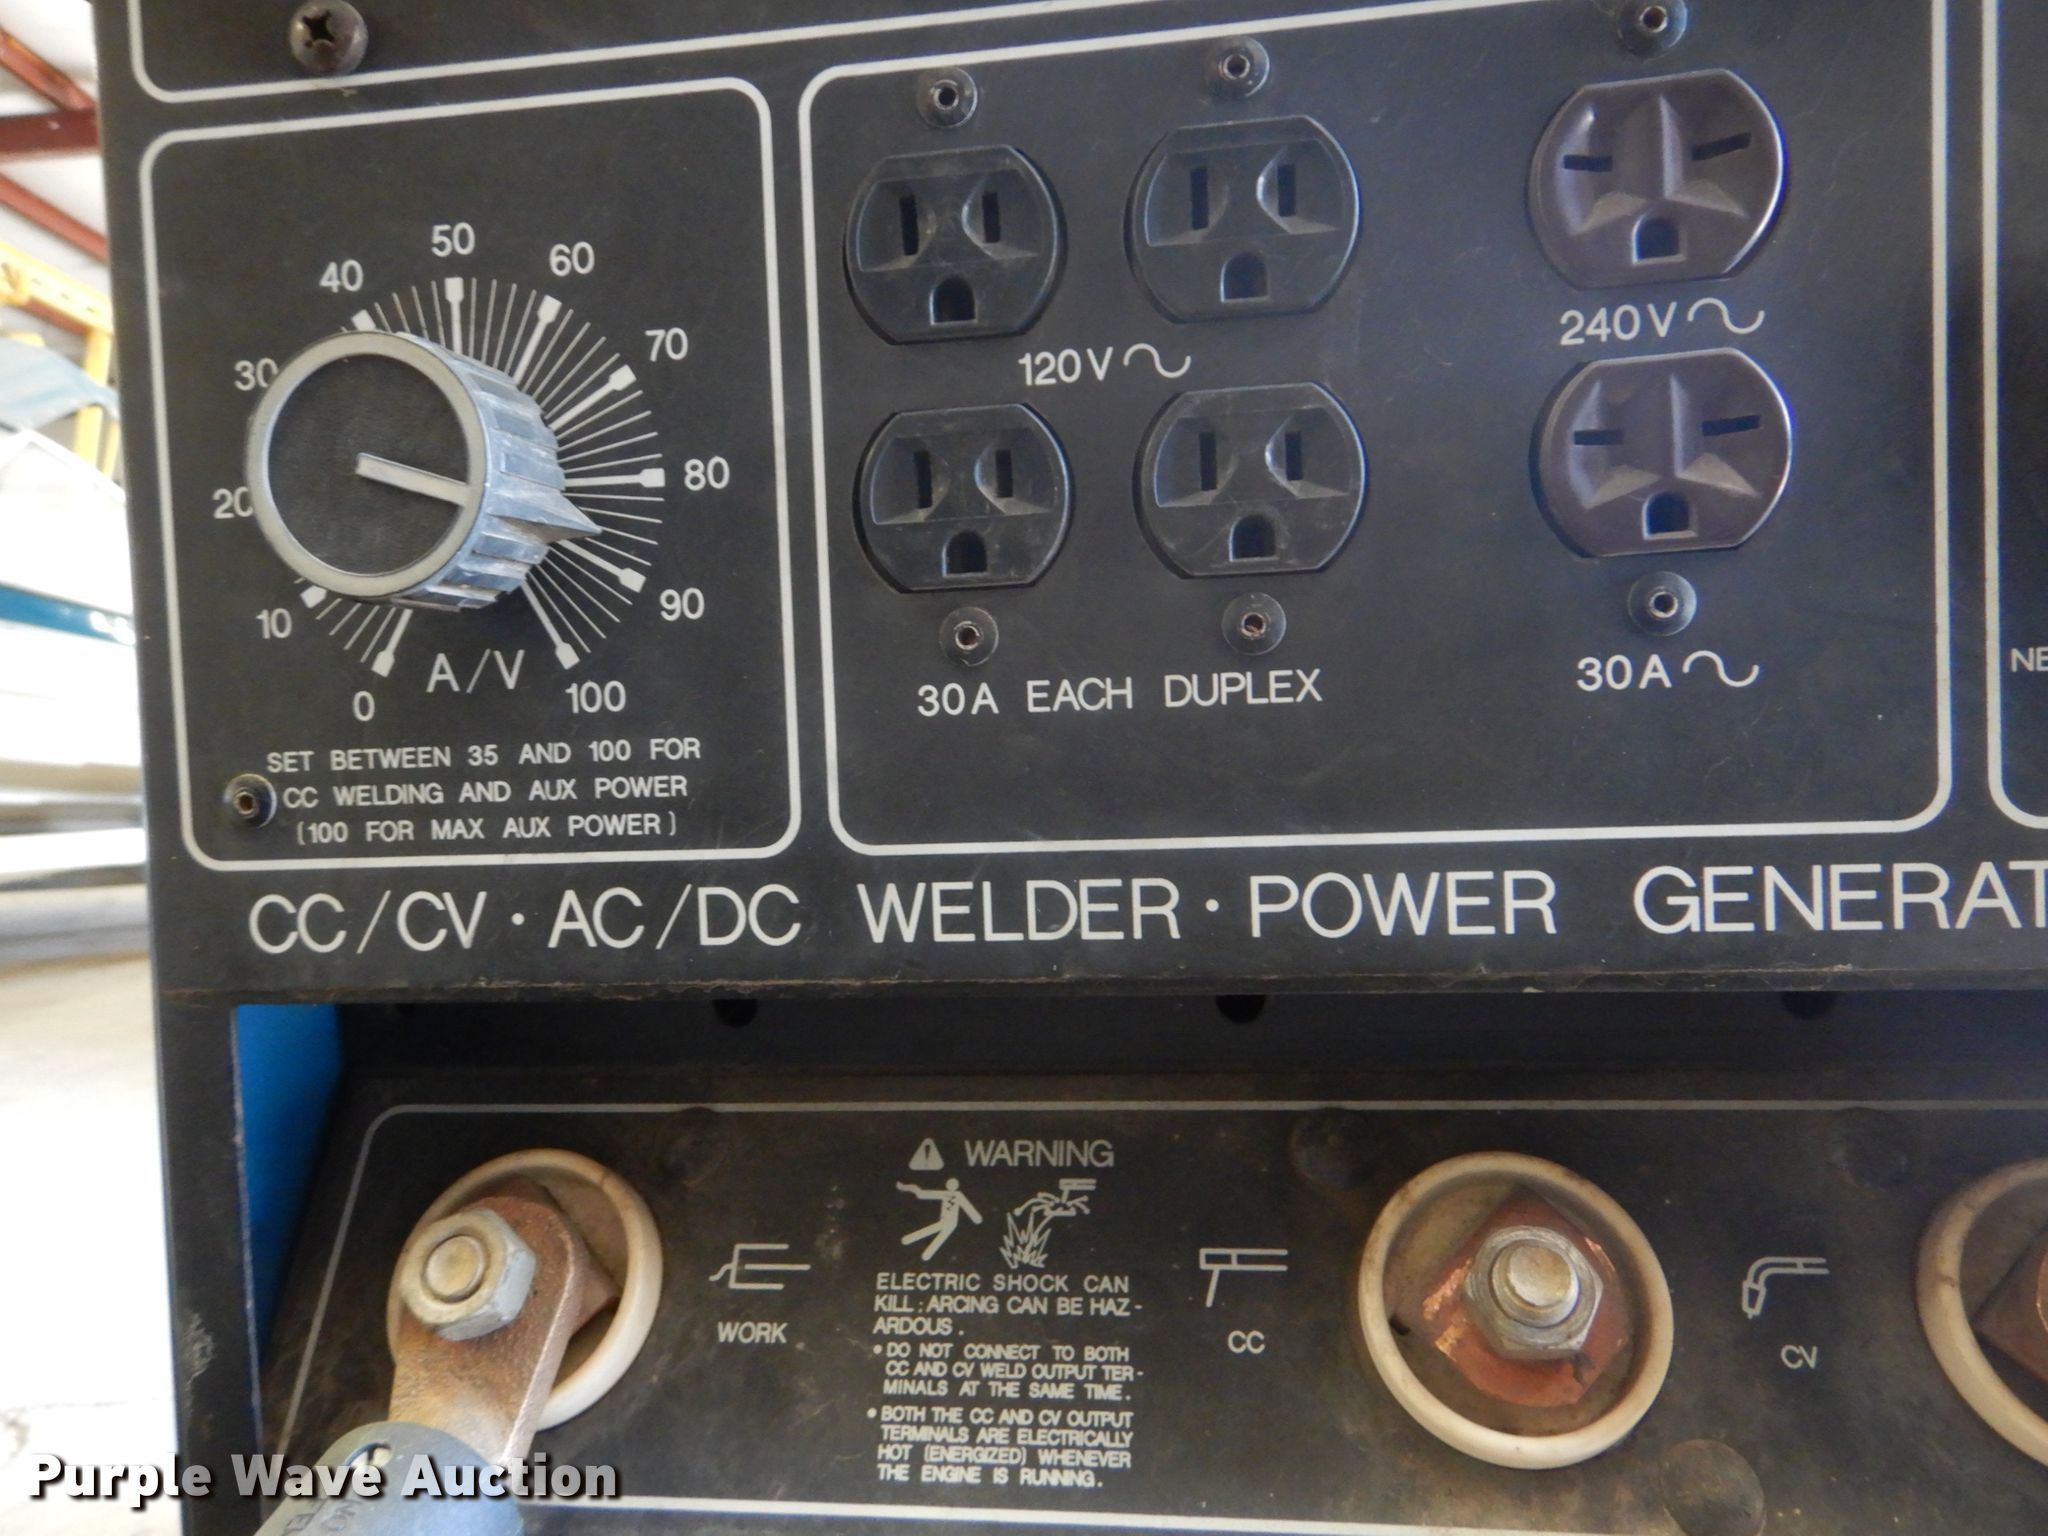 50
40
60
30
70
20
80
10
90
A/V
0
100
SET BETWEEN 35 AND 100 FOR
CC WELDING AND AUX POWER
(100 FOR MAX AUX POWER)
120V
240V
30A EACH DUPLEX
30A
NE
CC/CV · AC/DC WELDER · POWER GENERAT
WARNING
ELECTRIC SHOCK CAN
KILL; ARCING CAN BE HAZ-
ARDOUS.
• DO NOT CONNECT TO BOTH
CC AND CV WELD OUTPUT TER-
MINALS AT THE SAME TIME.
• BOTH THE CC AND CV OUTPUT
TERMINALS ARE ELECTRICALLY
HOT (ENERGIZED) WHENEVER
THE ENGINE IS RUNNING.
WORK
CC
CV
Purple Wave Auction